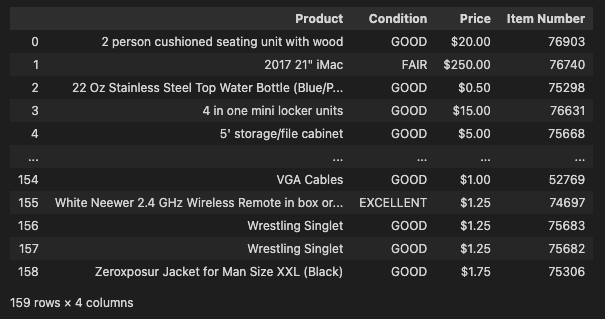 Product Condition Price Item Number
0 2 person cushioned seating unit with wood GOOD $20.00 76903
1 2017 21" iMac FAIR $250.00 76740
2 22 Oz Stainless Steel Top Water Bottle (Blue/P... GOOD $0.50 75298
3 4 in one mini locker units GOOD $15.00 76631
4 5' storage/file cabinet GOOD $5.00 75668
... ... ... ... ...
154 VGA Cables GOOD $1.00 52769
155 White Neewer 2.4 GHz Wireless Remote in box or... EXCELLENT $1.25 74697
156 Wrestling Singlet GOOD $1.25 75683
157 Wrestling Singlet GOOD $1.25 75682
158 Zeroxposur Jacket for Man Size XXL (Black) GOOD $1.75 75306
159 rows × 4 columns